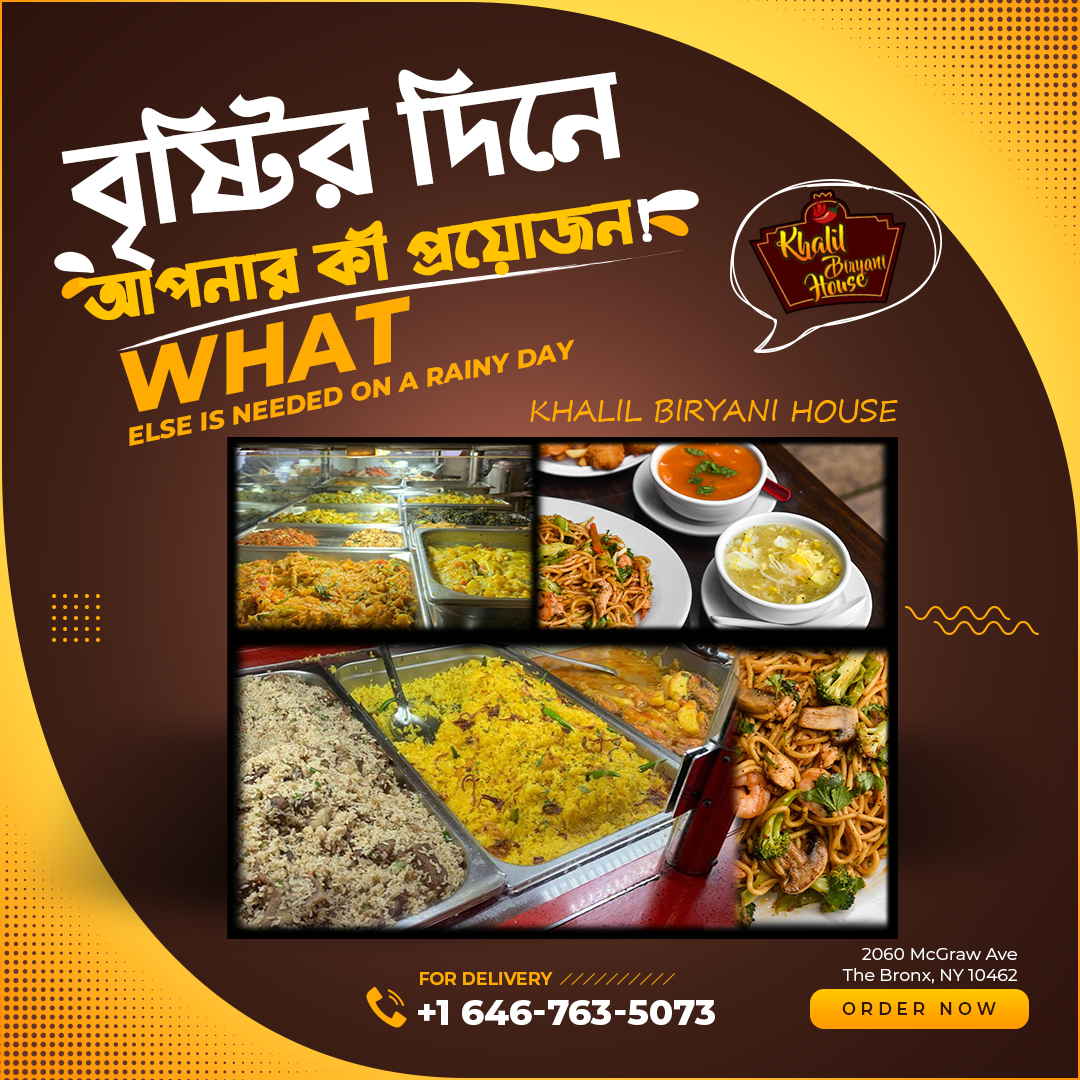 বৃষ্টির দিনে
আপনার কী প্রয়োজন!
WHAT
ELSE IS NEEDED ON A RAINY DAY
Khalil
Biryani
House
KHALIL BIRYANI HOUSE
FOR DELIVERY
+1 646-763-5073
2060 McGraw Ave
The Bronx, NY 10462
ORDER NOW